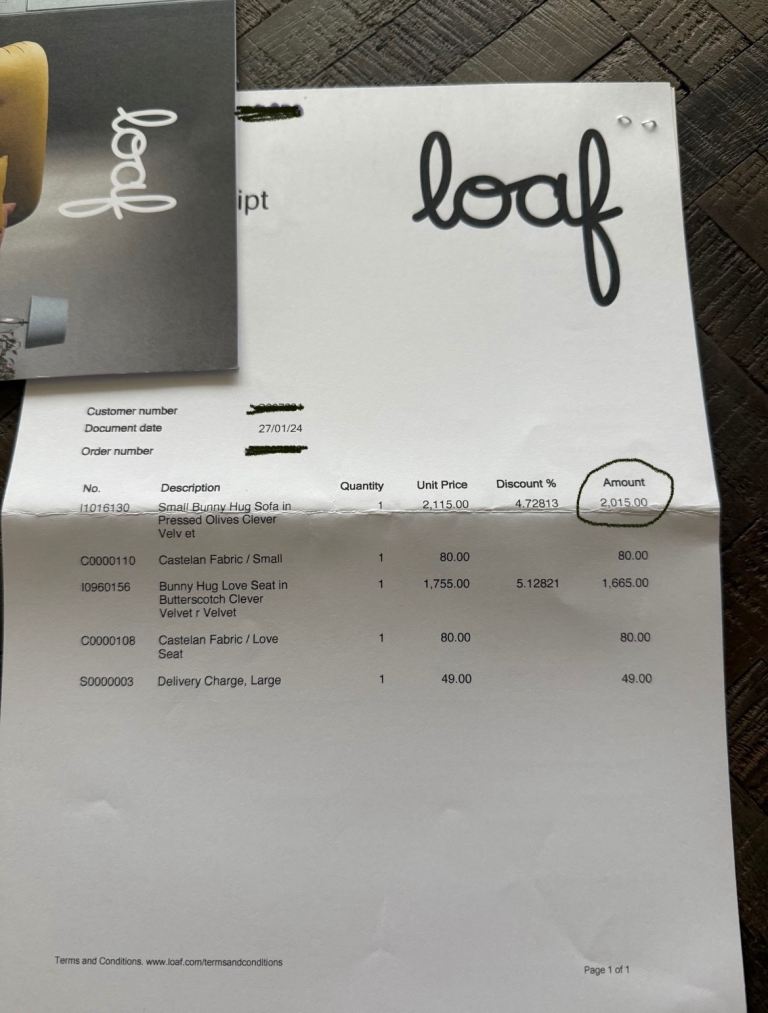 loaf
ipt
loaf
Customer number
Document date 27/01/24
Order number
No. Description Quantity Unit Price Discount % Amount
I1016130 Small Bunny Hug Sofa in 1 2,115.00 4.72813 2,015.00
Pressed Olives Clever
Velv et
C0000110 Castelan Fabric / Small 1 80.00 80.00
I0960156 Bunny Hug Love Seat in 1 1,755.00 5.12821 1,665.00
Butterscotch Clever
Velvet r Velvet
C0000108 Castelan Fabric / Love 1 80.00 80.00
Seat
S0000003 Delivery Charge, Large 1 49.00 49.00
Terms and Conditions. www.loaf.com/termsandconditions
Page 1 of 1